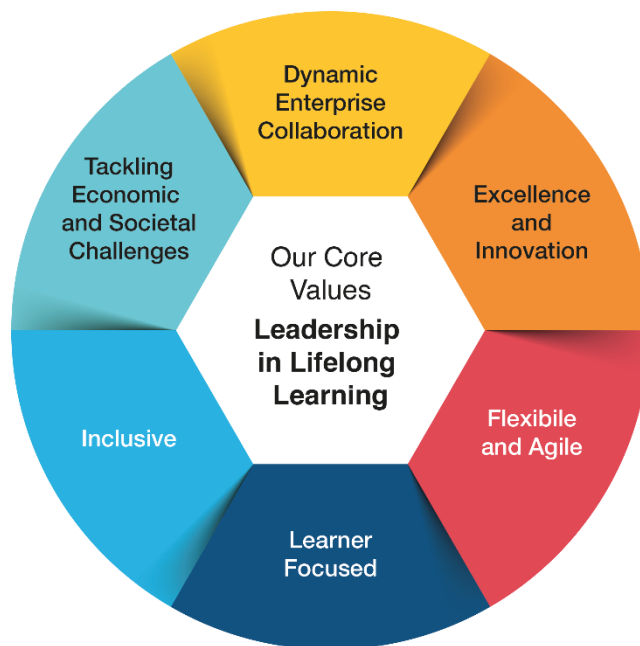 Dynamic
Enterprise
Collaboration
Excellence
and
Innovation
Flexibile
and Agile
Learner
Focused
Inclusive
Tackling
Economic
and Societal
Challenges
Our Core
Values
Leadership
in Lifelong
Learning